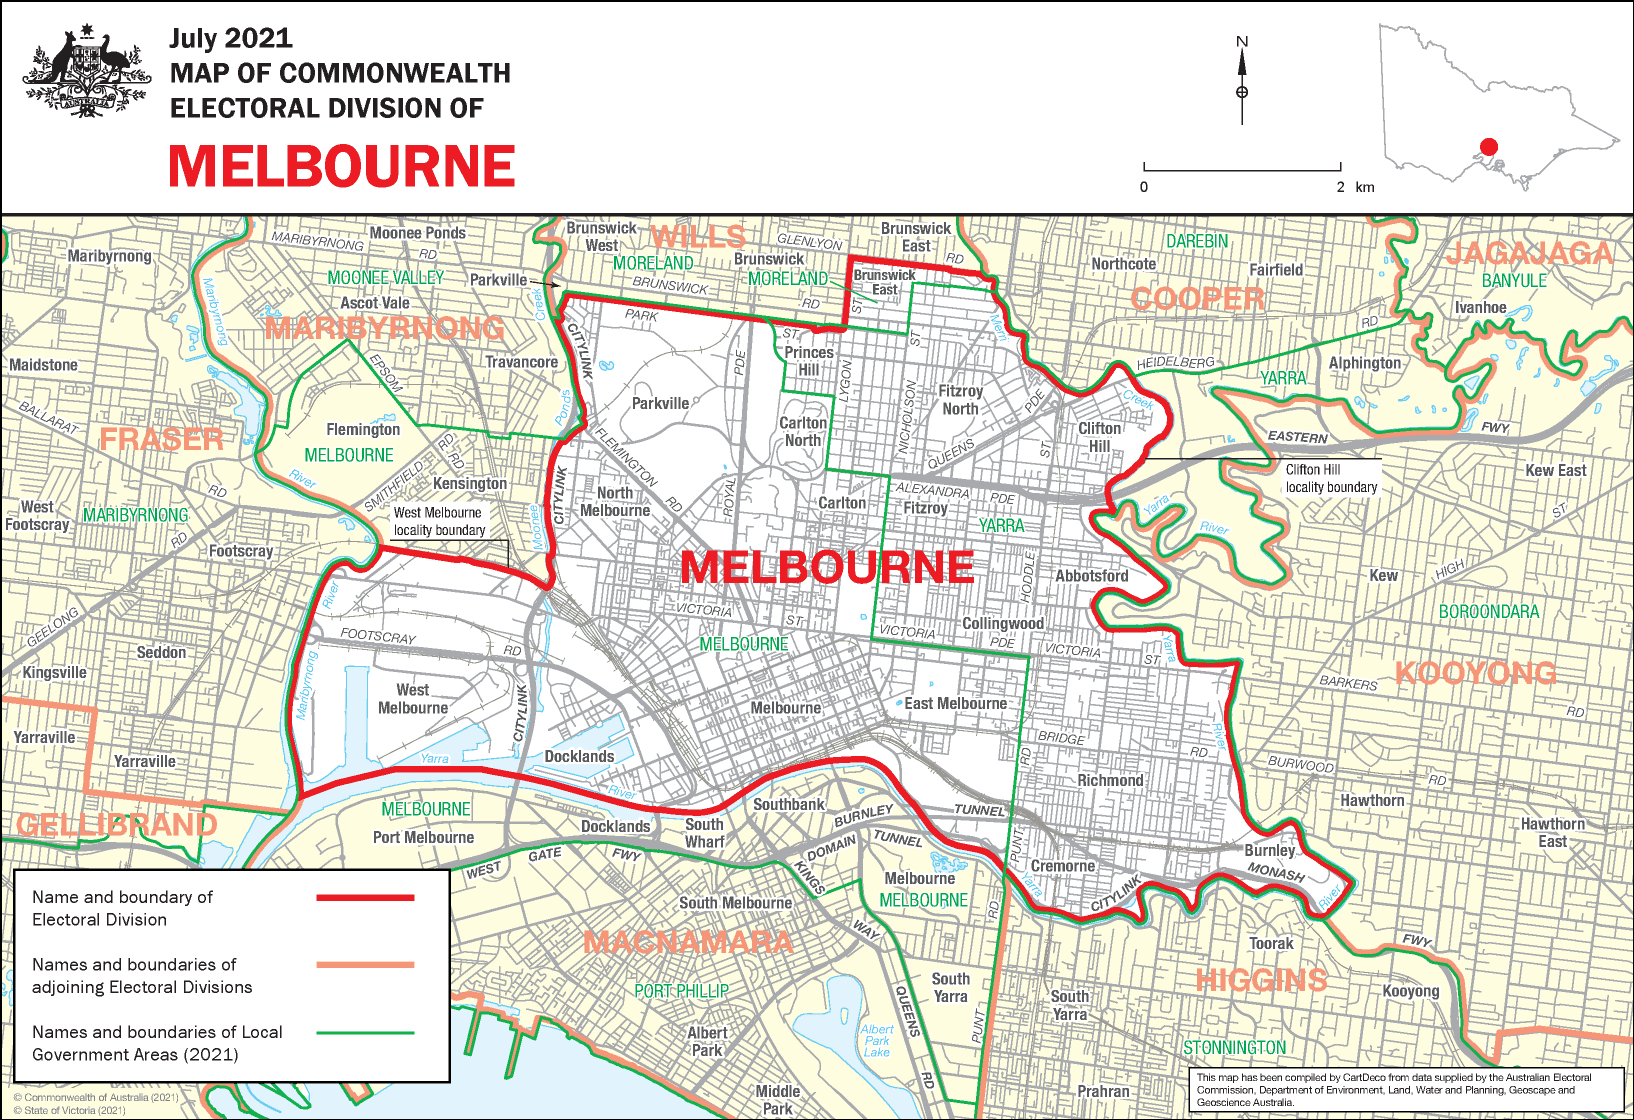 July 2021
MAP OF COMMONWEALTH
ELECTORAL DIVISION OF
MELBOURNE
AUSTRALIA
N
0 2 km
Maribyrnong
MARIBYRNONG
RD
Moonee Ponds
MOONEE VALLEY
Ascot Vale
MARIBYRNONG
Parkville
Travancore
Maribyrnong
Creek
Brunswick
West
WILLS
MORELAND
Brunswick
MORELAND
GLENLYON
RD
Brunswick
East
BRUNSWICK
RD
Brunswick
East
ST
Merri
DAREBIN
Northcote
Fairfield
COOPER
JAGAJAGA
BANYULE
Ivanhoe
RD
HEIDELBERG
Alphington
YARRA
Creek
EASTERN
FWY
Maidstone
BALLARAT
RD
FRASER
EPSOM
RD
Flemington
MELBOURNE
SMITHFIELD
RD
Kensington
River
West
Footscray
MARIBYRNONG
RD
Footscray
GEELONG
West Melbourne
locality boundary
PARK
ST
CITYLINK
Ponds
Parkville
PDE
Princes
Hill
LYGON
ST
NICHOLSON
Fitzroy
North
PDE
Clifton
Hill
ST
Carlton
North
QUEENS
FLEMINGTON
RD
ROYAL
CITYLINK
Moonee
North
Melbourne
Carlton
ALEXANDRA
PDE
Fitzroy
YARRA
Clifton Hill
locality boundary
Yarra
River
Kew East
ST
HIGH
Kew
BOROONDARA
KOOYONG
MELBOURNE
HODDLE
Abbotsford
Collingwood
VICTORIA
ST
VICTORIA
PDE
VICTORIA
ST
Yarra
BARKERS
RD
MELBOURNE
River
Seddon
Kingsville
FOOTSCRAY
RD
Maribyrnong
West
Melbourne
CITYLINK
Melbourne
East Melbourne
BRIDGE
RD
RD
River
Yarraville
Yarraville
Docklands
Yarra
River
Richmond
BURWOOD
RD
Hawthorn
Hawthorn
East
GELLIBRAND
MELBOURNE
Port Melbourne
Docklands
South
Wharf
Southbank
BURNLEY
TUNNEL
DOMAIN
TUNNEL
WEST
GATE
FWY
KINGS
WAY
Melbourne
MELBOURNE
PUNT
RD
Cremorne
Yarra
CITYLINK
Burnley
MONASH
River
FWY
South Melbourne
MACNAMARA
PORT PHILLIP
Albert
Park
Albert
Park
Lake
QUEENS
RD
South
Yarra
PUNT
South
Yarra
Toorak
HIGGINS
Kooyong
STONNINGTON
Prahran
Middle
Park
Name and boundary of
Electoral Division
Names and boundaries of
adjoining Electoral Divisions
Names and boundaries of Local
Government Areas (2021)
© Commonwealth of Australia (2021)
© State of Victoria (2021)
This map has been compiled by CartDeco from data supplied by the Australian Electoral
Commission, Department of Environment, Land, Water and Planning, Geoscape and
Geoscience Australia.